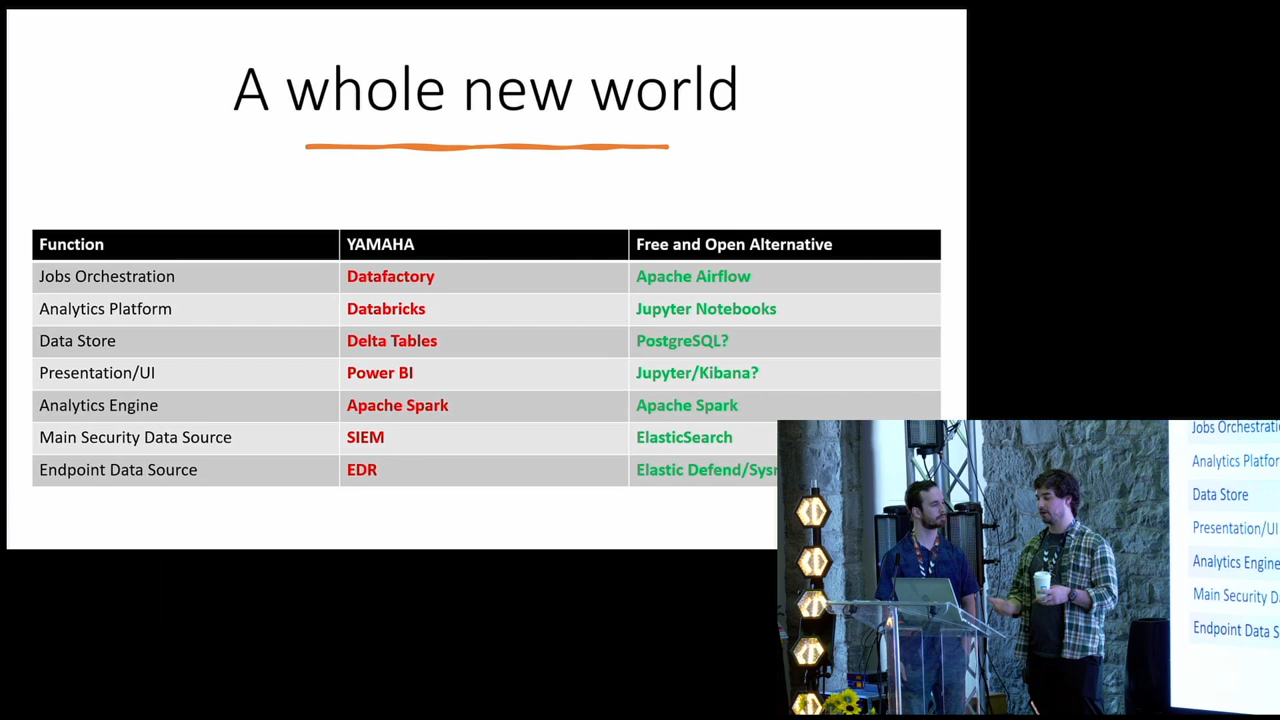 A whole new world
Function YAMAHA Free and Open Alternative
Jobs Orchestration Datafactory Apache Airflow
Analytics Platform Databricks Jupyter Notebooks
Data Store Delta Tables PostgreSQL?
Presentation/UI Power BI Jupyter/Kibana?
Analytics Engine Apache Spark Apache Spark
Main Security Data Source SIEM ElasticSearch
Endpoint Data Source EDR Elastic Defend/Sys
Jobs Orchestrati
Analytics Platfor
Data Store
Presentation/UI
Analytics Engine
Main Security D
Endpoint Data S